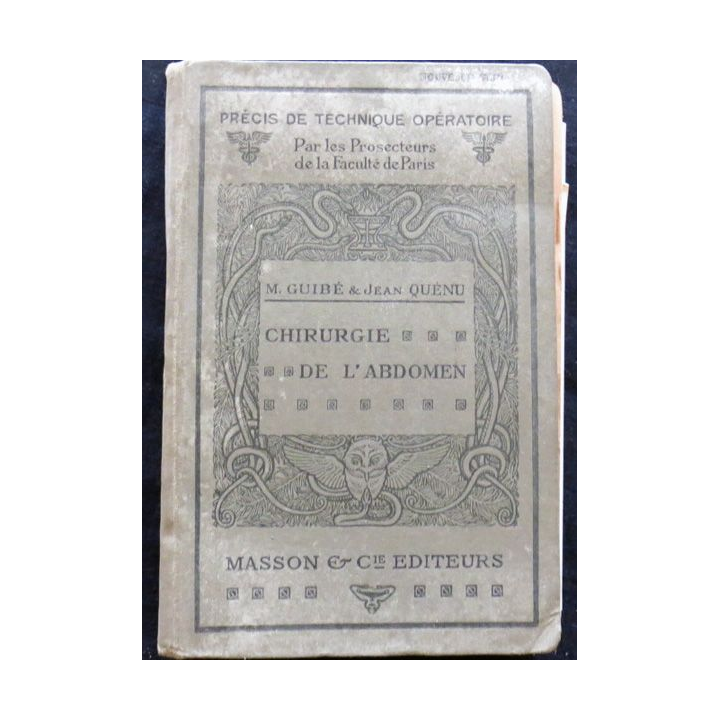 PRÉCIS DE TECHNIQUE OPÉRATOIRE
Par les Prosecteurs
de la Faculté de Paris
M. GUIBÉ & JEAN QUÉNU
CHIRURGIE
DE L'ABDOMEN
MASSON & CIE EDITEURS